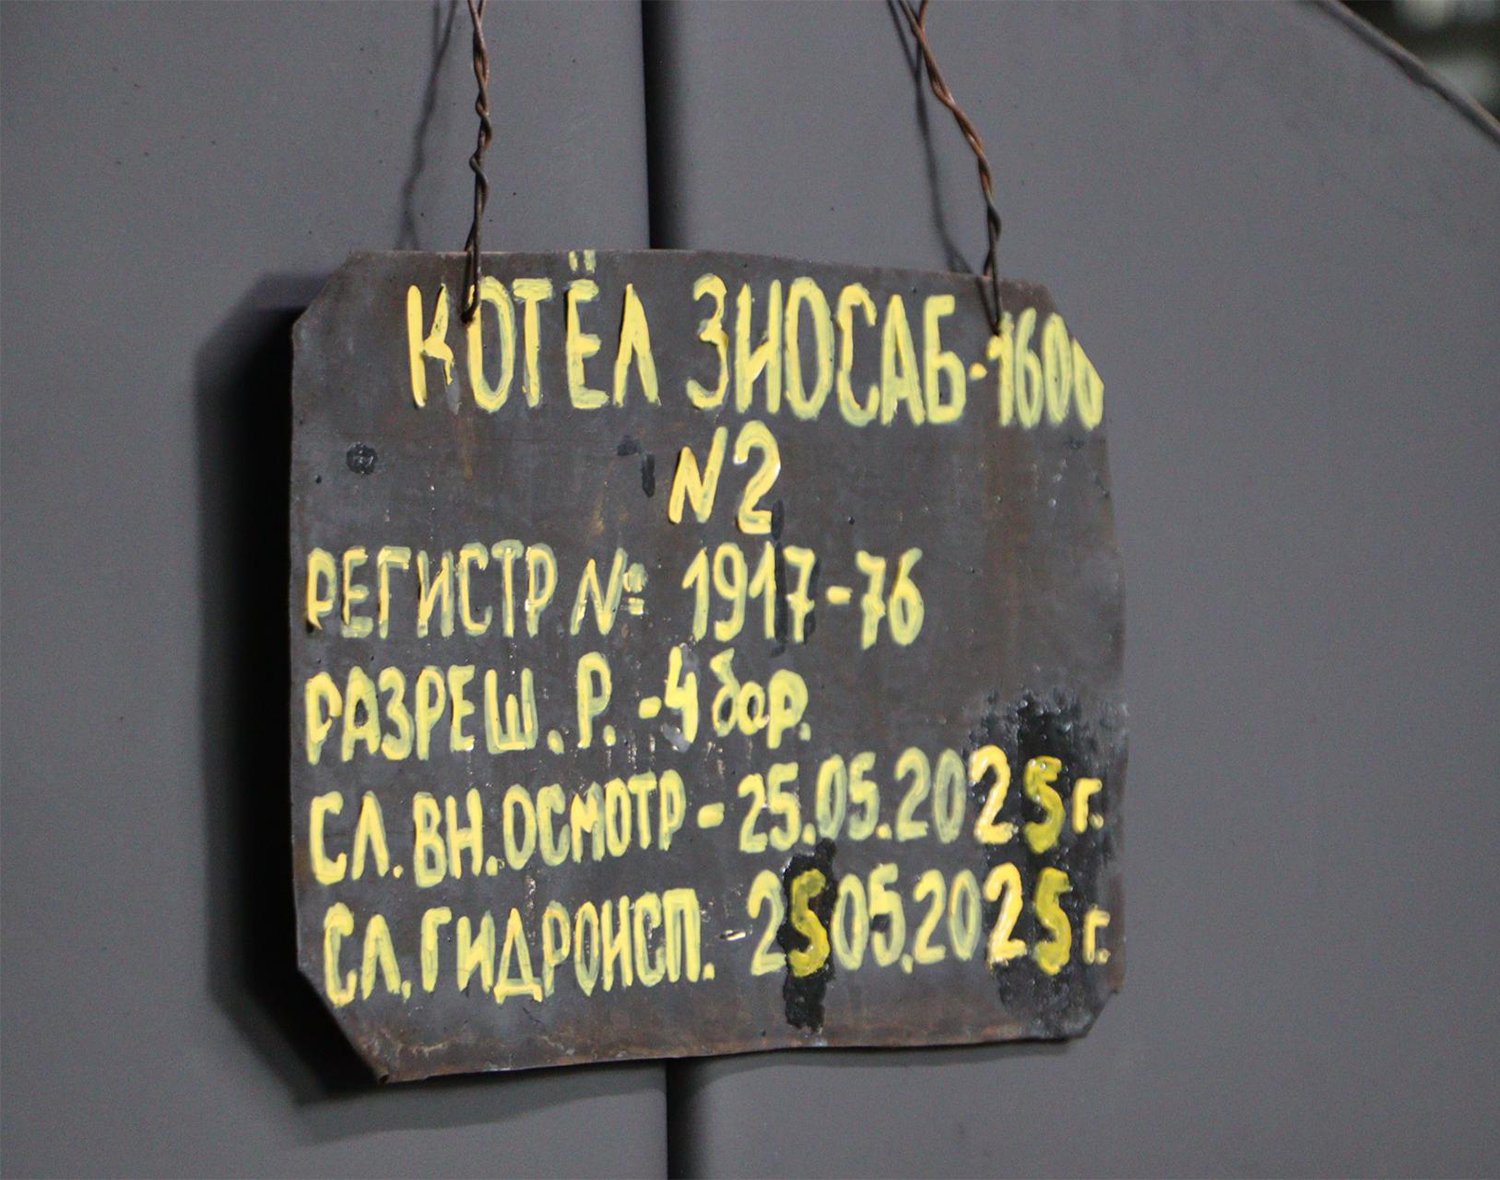 КОТЁЛ ЗИОСАБ-1600
N2
РЕГИСТР № 1917-76
РАЗРЕШ. Р. -4 бар.
СЛ. ВН. ОСМОТР - 25.05.2025 г.
СЛ. ГИДРОИСП. - 25 05.2025 г.